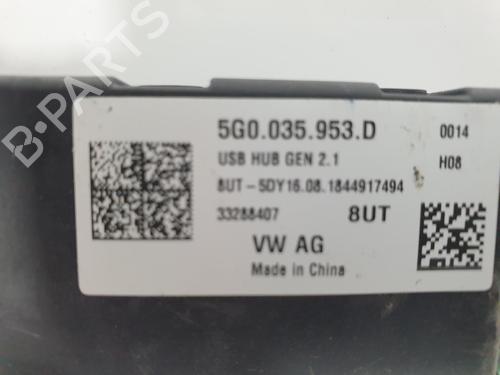 B-PARTS
5G0.035.953.D 0014
USB HUB GEN 2.1 H08
8UT-5DY16.08.1844917494
33288407 8UT
VW AG
Made in China